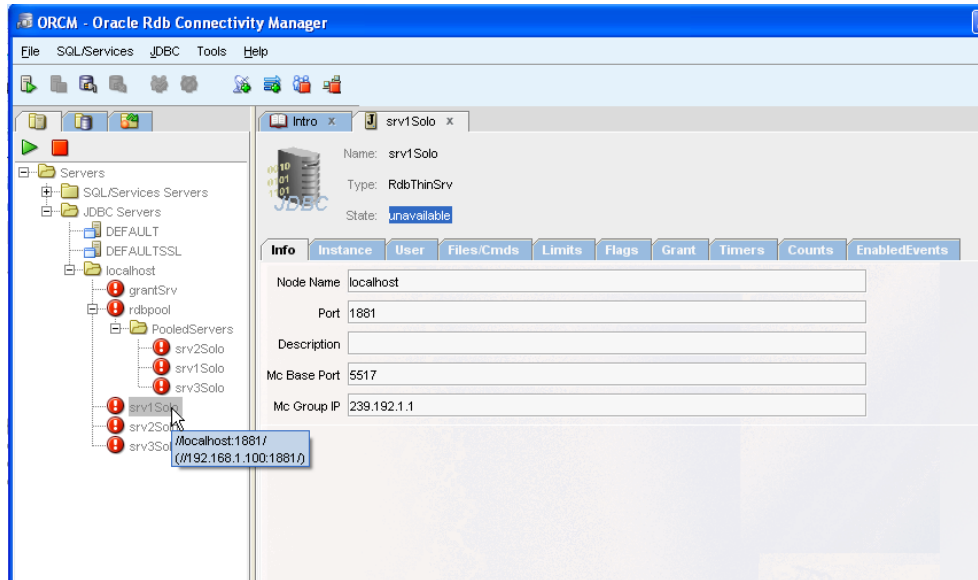 ORCM - Oracle Rdb Connectivity Manager
File SQL/Services JDBC Tools Help
Intro x srv1Solo x
Servers
SQL/Services Servers
JDBC Servers
DEFAULT
DEFAULTSSL
localhost
grantSrv
rdbpool
PooledServers
srv2Solo
srv1Solo
srv3Solo
srv1Solo
srv2So
srv3Sol
//localhost:1881/
(//192.168.1.100:1881/)
JDBC
Name: srv1Solo
Type: RdbThinSrv
State: unavailable
Info Instance User Files/Cmds Limits Flags Grant Timers Counts EnabledEvents
Node Name localhost
Port 1881
Description
Mc Base Port 5517
Mc Group IP 239.192.1.1